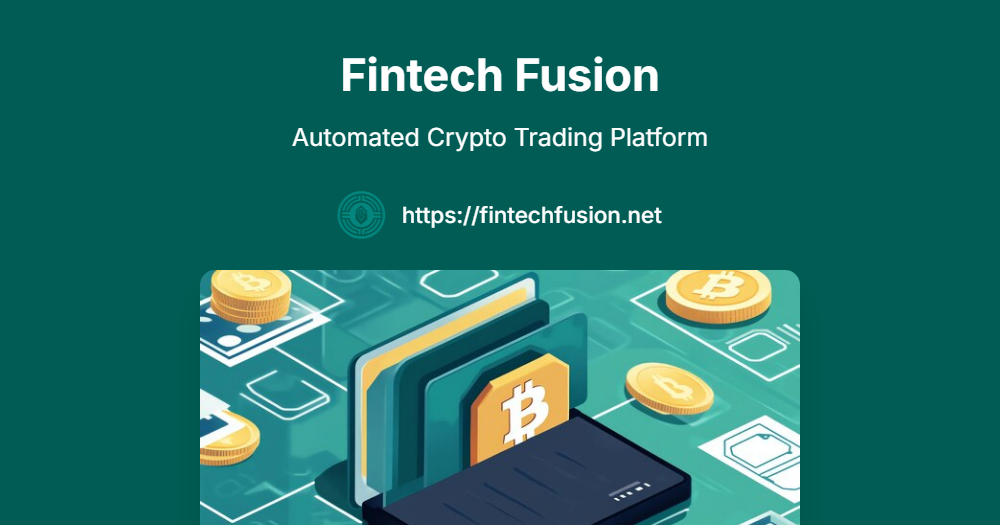 Fintech Fusion
Automated Crypto Trading Platform
https://fintechfusion.net